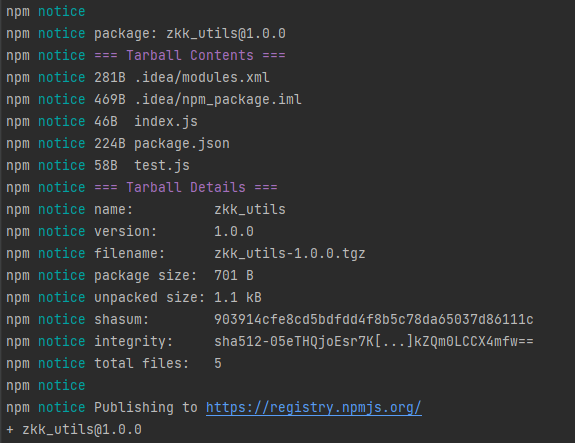 npm notice
npm notice package: zkk_utils@1.0.0
npm notice === Tarball Contents ===
npm notice 281B .idea/modules.xml
npm notice 469B .idea/npm_package.iml
npm notice 46B  index.js
npm notice 224B package.json
npm notice 58B  test.js
npm notice === Tarball Details ===
npm notice name:          zkk_utils
npm notice version:       1.0.0
npm notice filename:      zkk_utils-1.0.0.tgz
npm notice package size:  701 B
npm notice unpacked size: 1.1 kB
npm notice shasum:        903914cfe8cd5bdfdd4f8b5c78da65037d86111c
npm notice integrity:     sha512-05eTHQjoEsr7K[...]kZQm0LCCX4mfw==
npm notice total files:   5
npm notice
npm notice Publishing to https://registry.npmjs.org/
+ zkk_utils@1.0.0